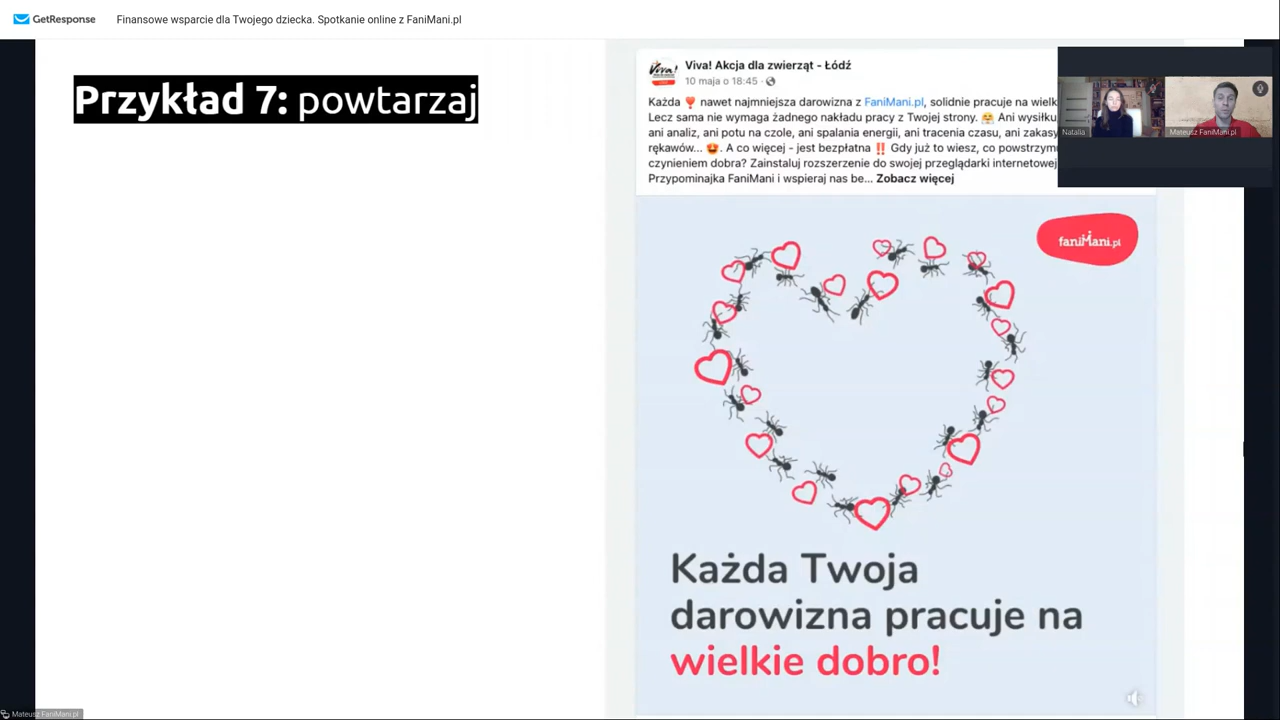 GetResponse
Finansowe wsparcie dla Twojego dziecka. Spotkanie online z FaniMani.pl
Przykład 7: powtarzaj
Viva!
Viva! Akcja dla zwierząt - Łódź
10 maja o 18:45
Każda nawet najmniejsza darowizna z FaniMani.pl, solidnie pracuje na wielk
Lecz sama nie wymaga żadnego nakładu pracy z Twojej strony. Ani wysiłku,
ani analiz, ani potu na czole, ani spalania energii, ani tracenia czasu, ani zakasy
rękawów... A co więcej - jest bezpłatna ‼️ Gdy już to wiesz, co powstrzymu
czynieniem dobra? Zainstaluj rozszerzenie do swojej przeglądarki internetowej
Przypominajka FaniMani i wspieraj nas be... Zobacz więcej
Natalia
Mateusz FaniMani.pl
faniMani.pl
Każda Twoja
darowizna pracuje na
wielkie dobro!
Mateusz FaniMani.pl